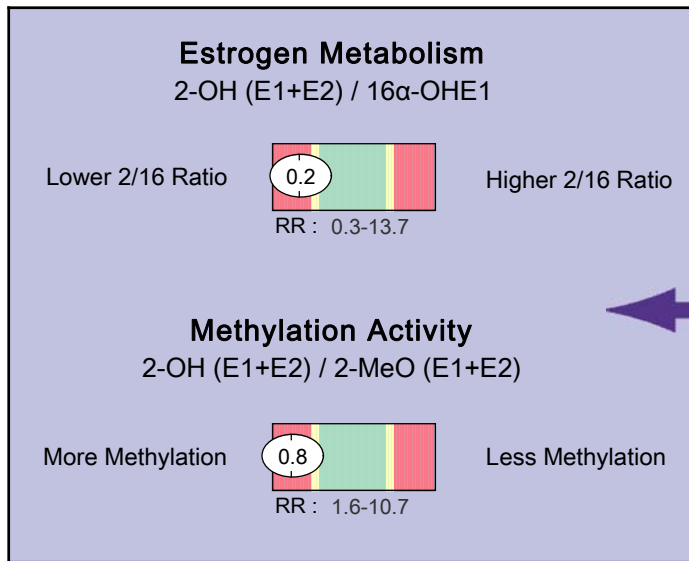 Estrogen Metabolism
2-OH (E1+E2) / 16α-OHE1
Lower 2/16 Ratio
0.2
Higher 2/16 Ratio
RR : 0.3-13.7
Methylation Activity
2-OH (E1+E2) / 2-MeO (E1+E2)
More Methylation
0.8
Less Methylation
RR : 1.6-10.7